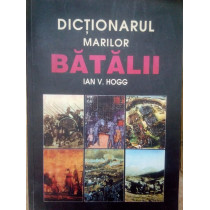 DICȚIONARUL
MARILOR
BĂTĂLII
IAN V. HOGG